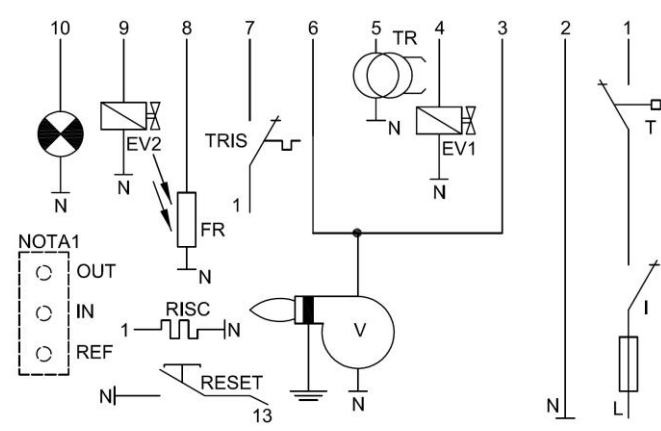 10 9 8 7 6 5 4 3 2 1
TR
N
TRIS
EV2
EV1
T
N
N
N
1
FR
NOTA1
N
OUT
IN
REF
RISC
1
N
V
I
RESET
N
13
N
N
L